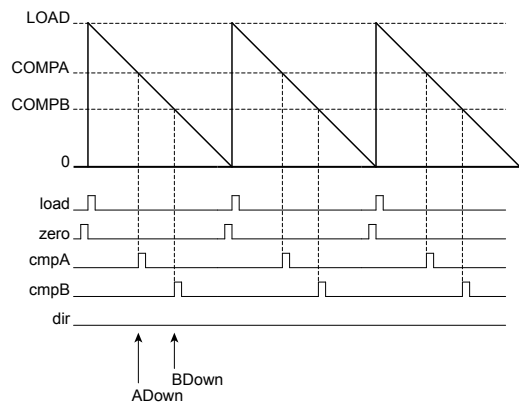 LOAD
COMPA
COMPB
0
load
zero
cmpA
cmpB
dir
BDown
ADown